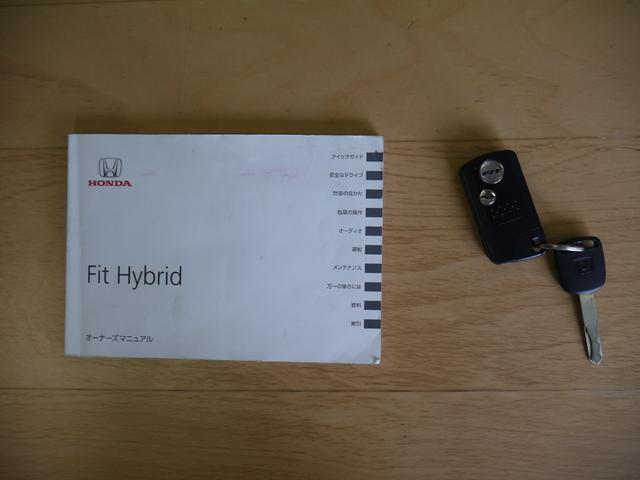 HONDA
Fit Hybrid
オーナーズマニュアル
クイックガイド
安全なドライブ
計器の見かた
各部の操作
オーディオ
運転
メンテナンス
万一の場合には
資料
索引
FIT